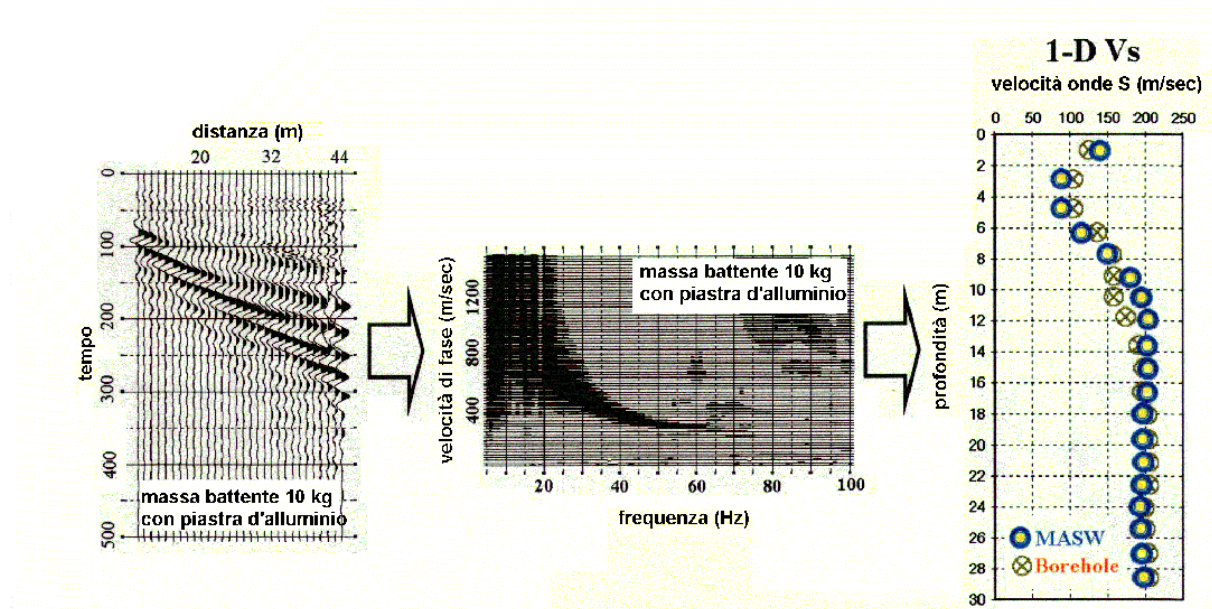 distanza (m)
20 32 44
tempo
0
100
200
300
400
500
massa battente 10 kg
con piastra d'alluminio
velocità di fase (m/sec)
1200
800
400
massa battente 10 kg
con piastra d'alluminio
20 40 60 80 100
frequenza (Hz)
1-D Vs
velocità onde S (m/sec)
0 50 100 150 200 250
profondità (m)
0
2
4
6
8
10
12
14
16
18
20
22
24
26
28
30
MASW
Borehole